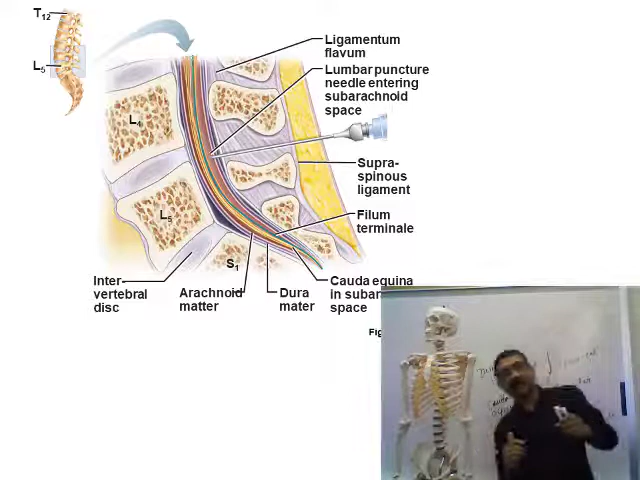 T12
L5
Ligamentum
flavum
Lumbar puncture
needle entering
subarachnoid
space
L4
Supra-
spinous
ligament
L5
Filum
terminale
S1
Inter-
vertebral
disc
Arachnoid
matter
Dura
mater
Cauda equina
in subar
space
Fig